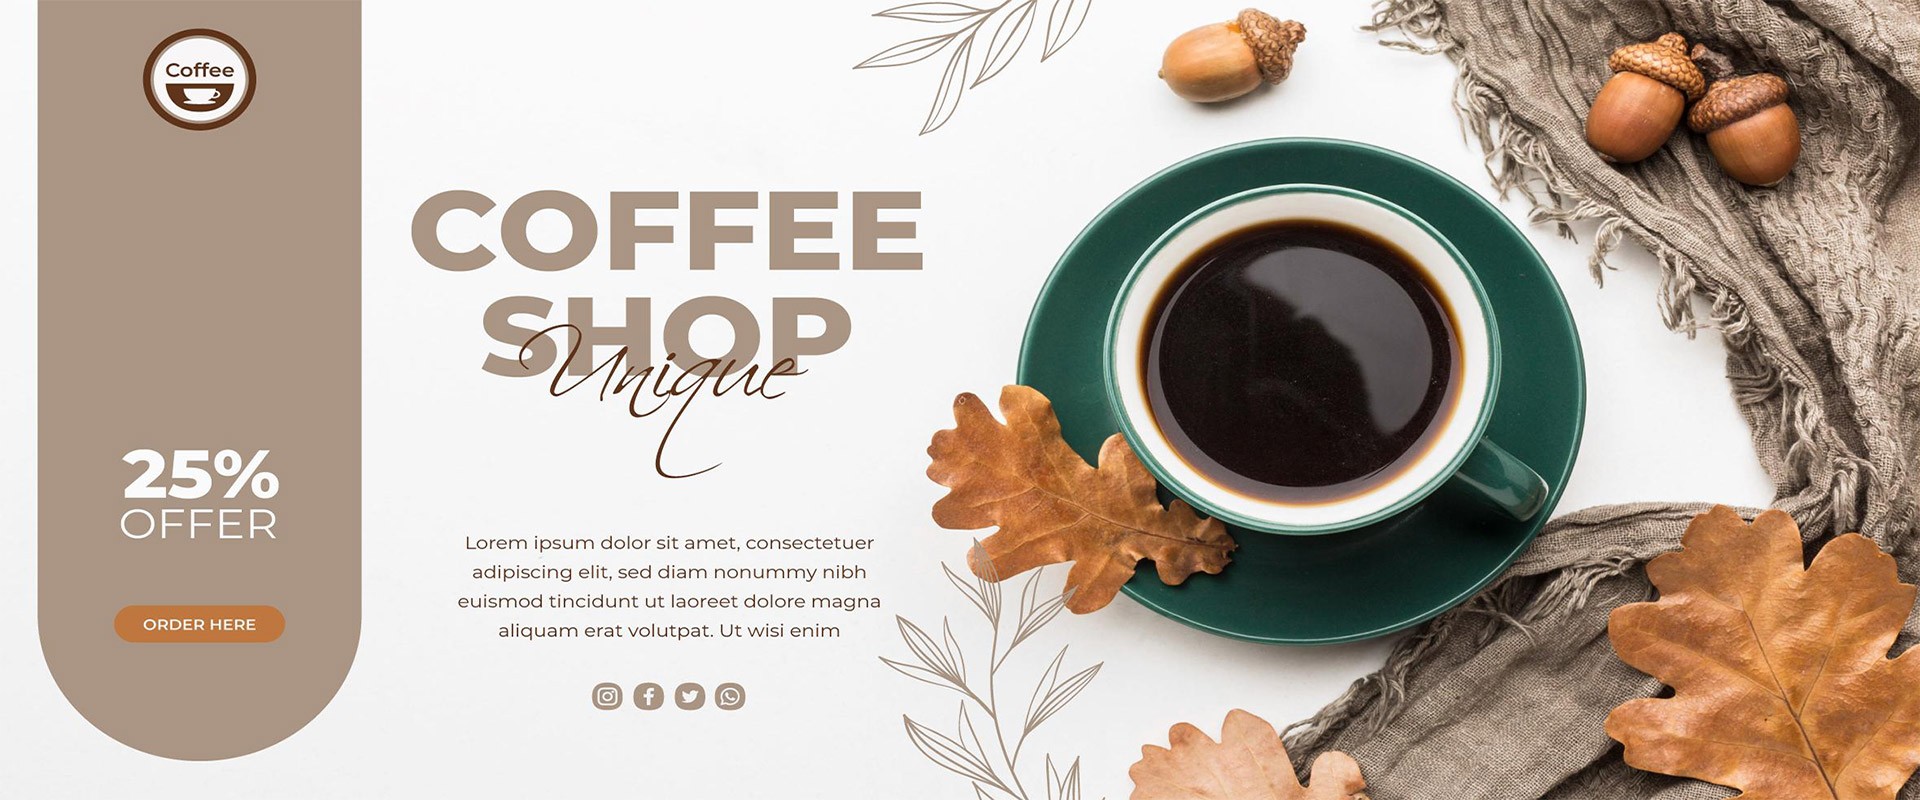 Coffee
25%
OFFER
ORDER HERE
COFFEE
SHOP
Unique
Lorem ipsum dolor sit amet, consectetuer
adipiscing elit, sed diam nonummy nibh
euismod tincidunt ut laoreet dolore magna
aliquam erat volutpat. Ut wisi enim